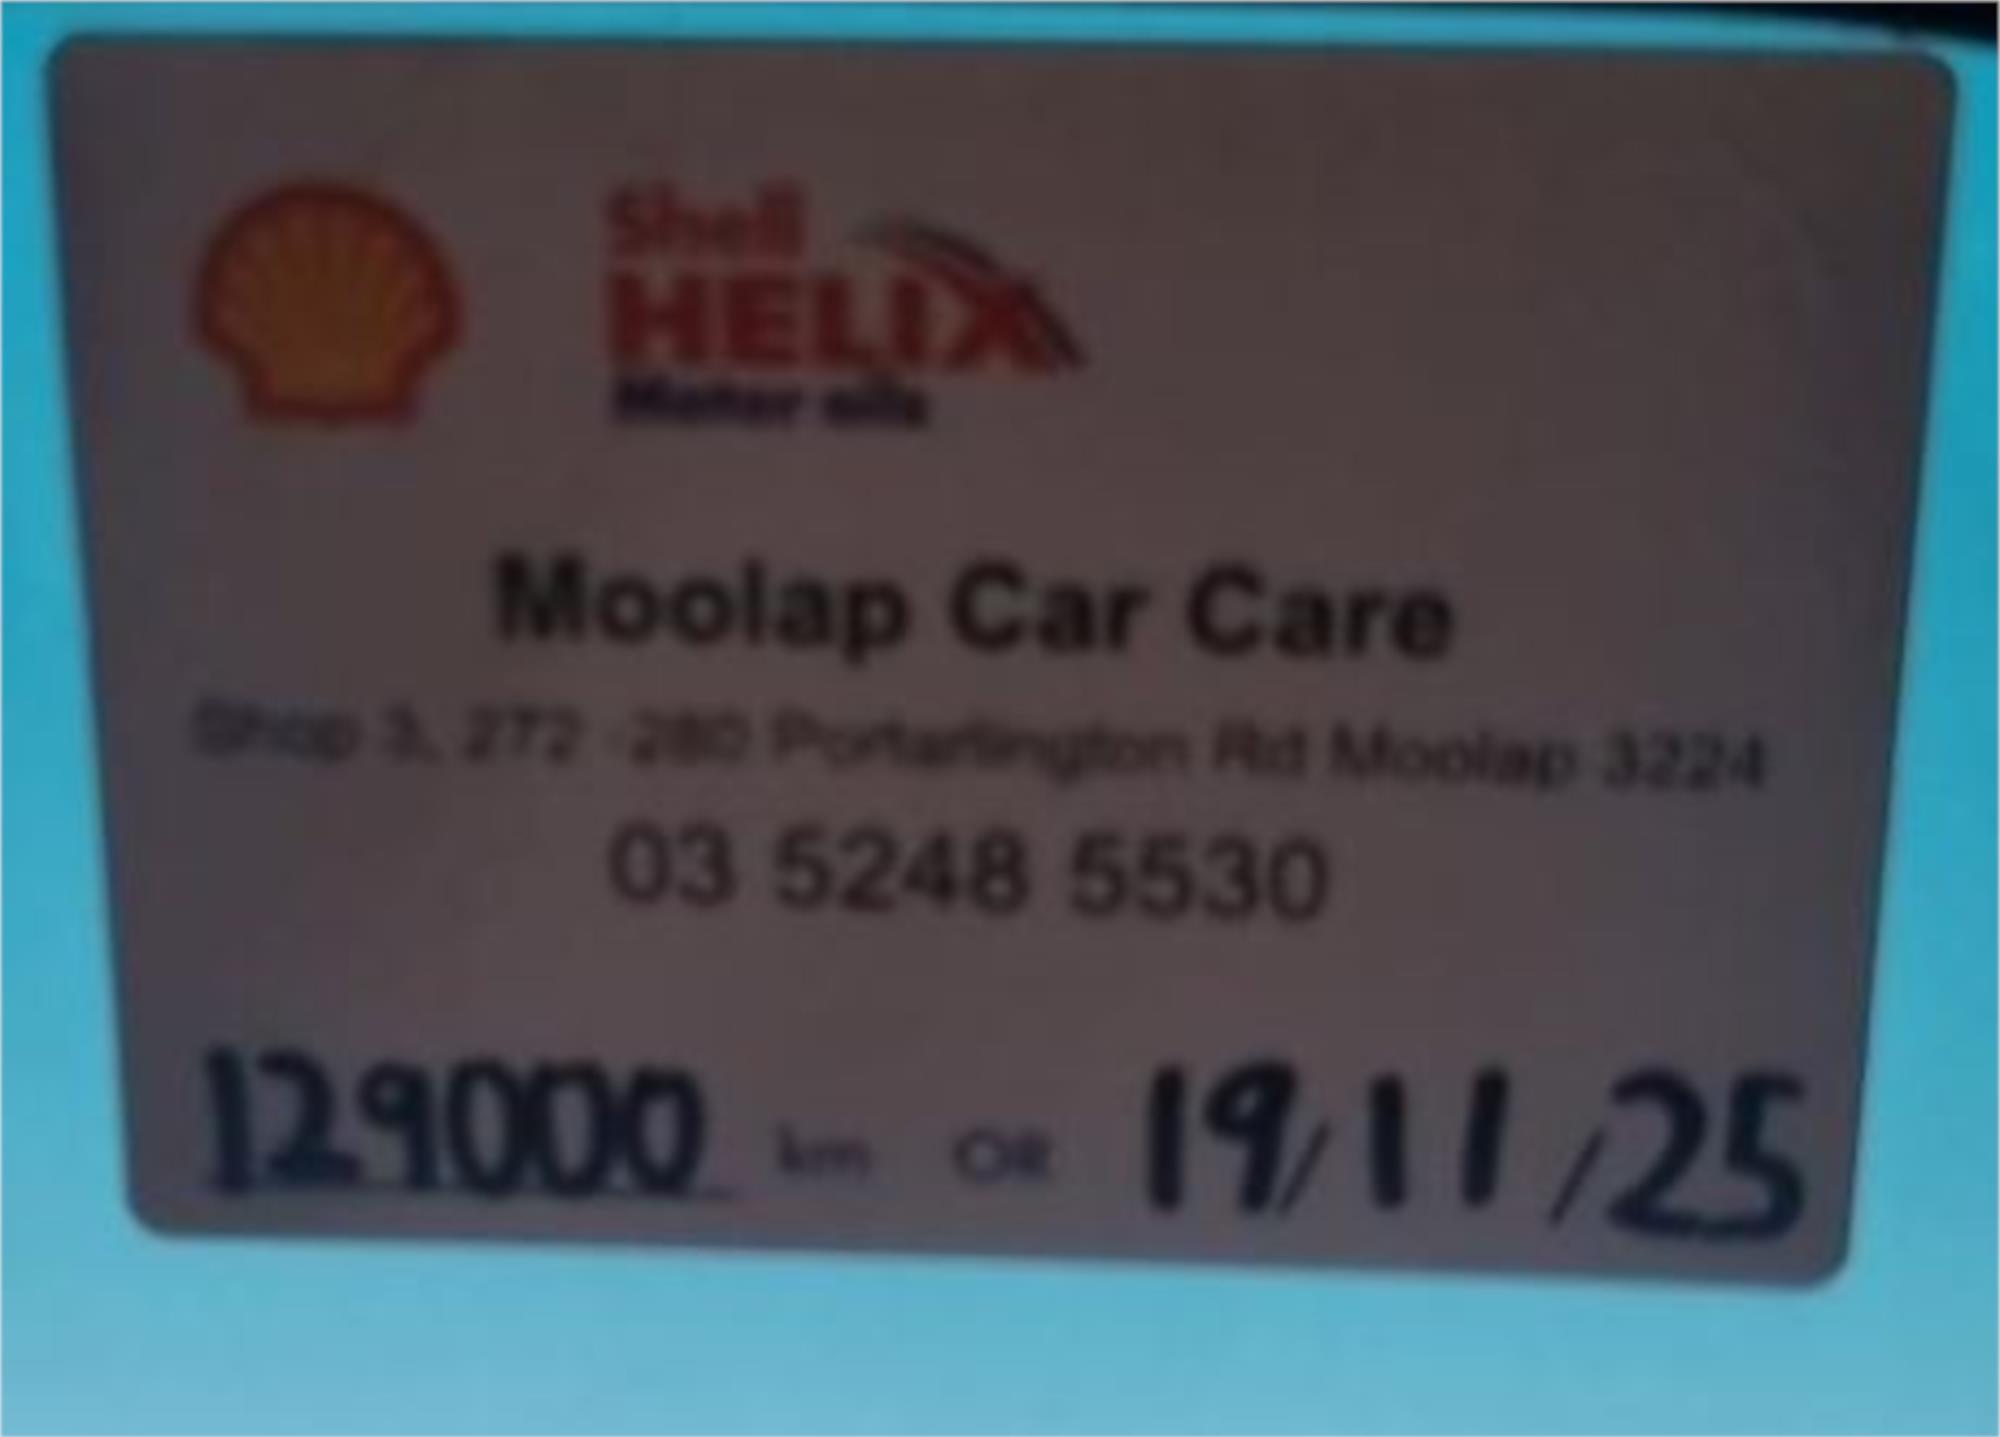 Shell
HELIX
Motor oils
Moolap Car Care
Shop 3, 272 - 280 Portarlington Rd Moolap 3224
03 5248 5530
129000 km OR 19/11/25